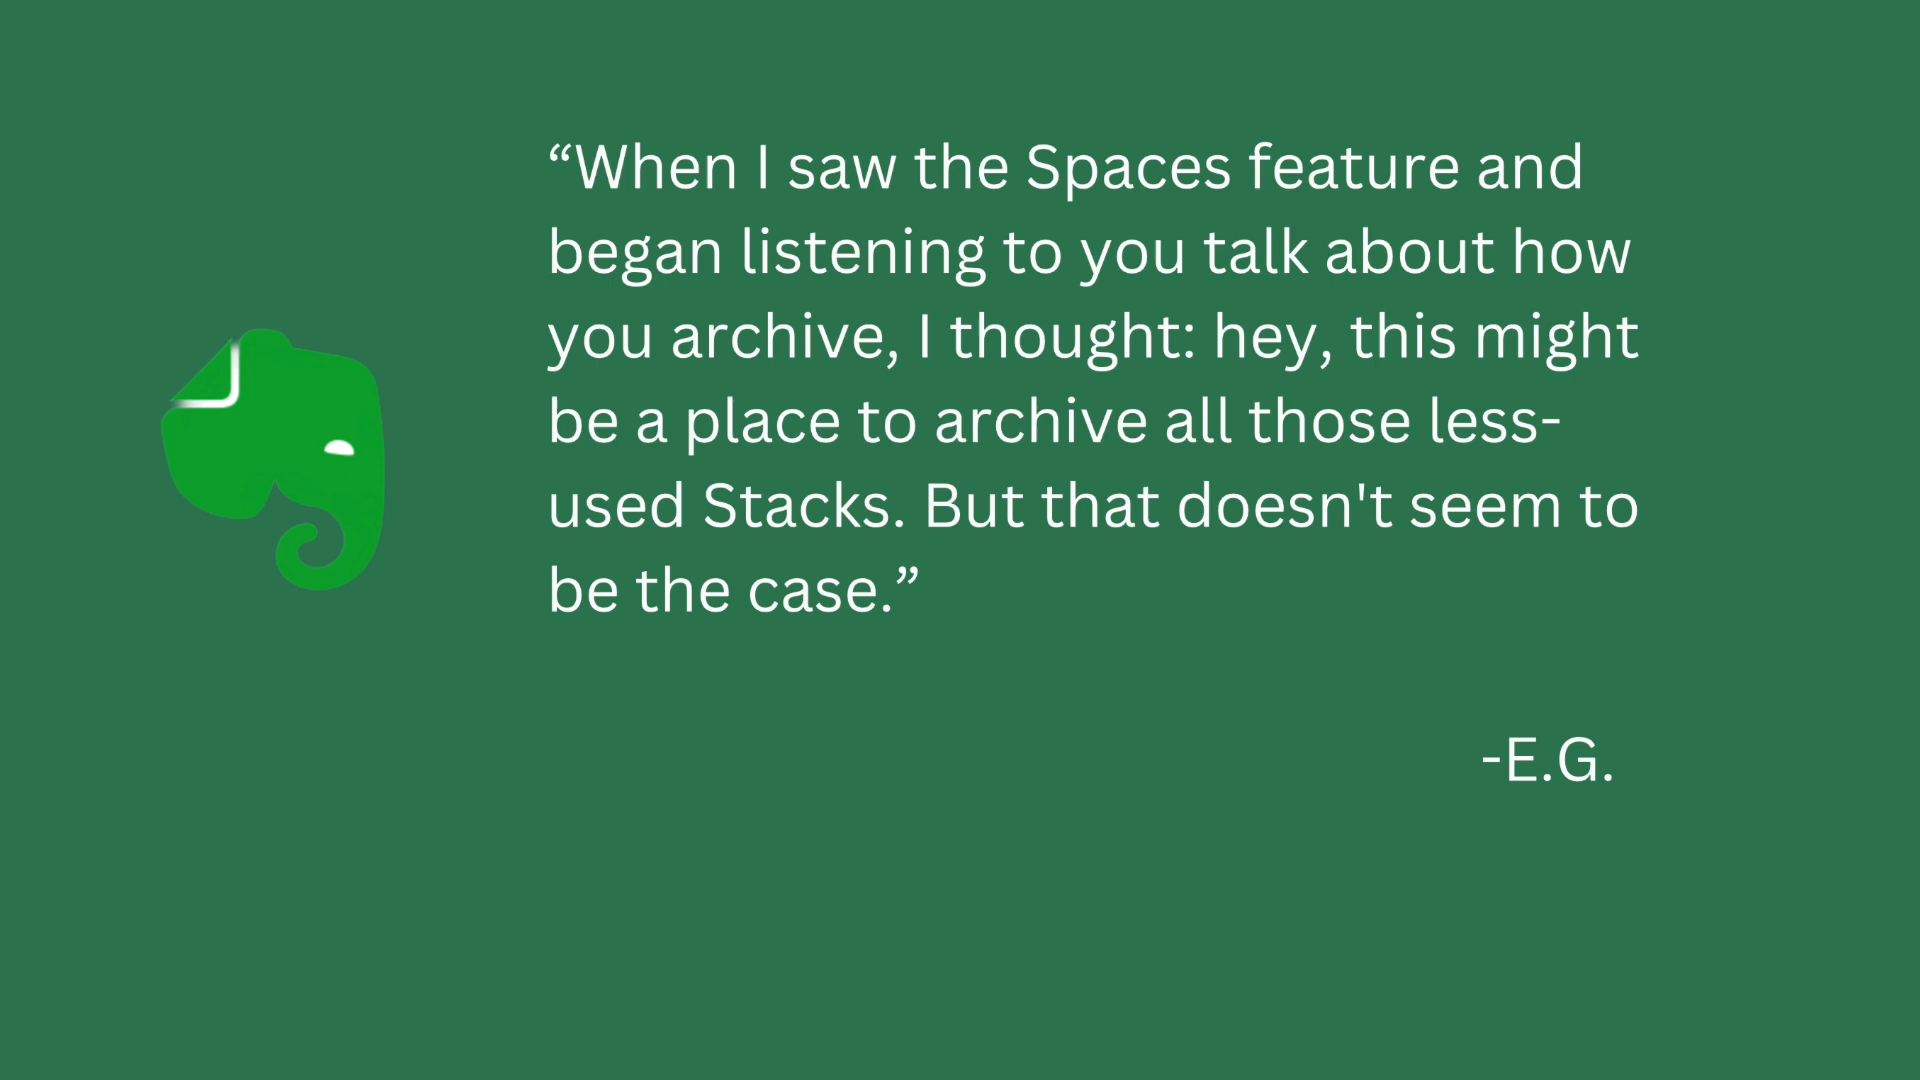 “When I saw the Spaces feature and
began listening to you talk about how
you archive, I thought: hey, this might
be a place to archive all those less-
used Stacks. But that doesn't seem to
be the case.”
-E.G.